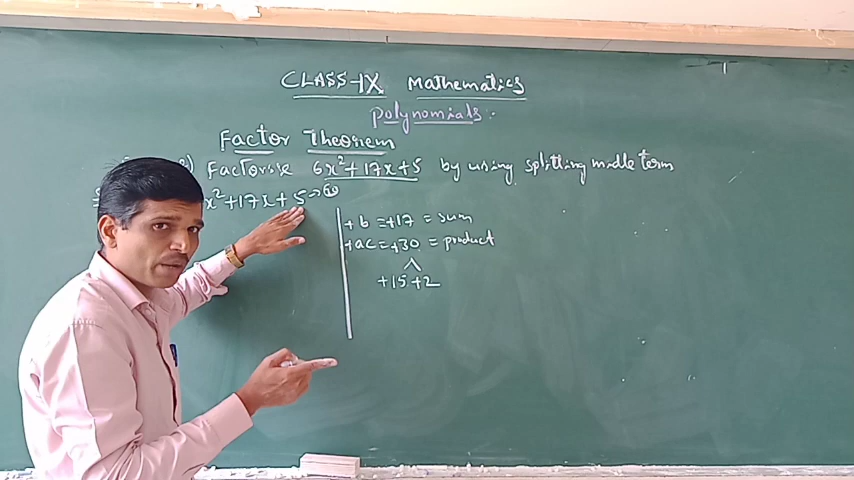 CLASS-IX Mathematics
Polynomials:
Factor Theorem
Factorise 6x²+17x+5 by using splitting middle term
x²+17x+5→
+b=+17=sum
+ac=+30=product
+15+2